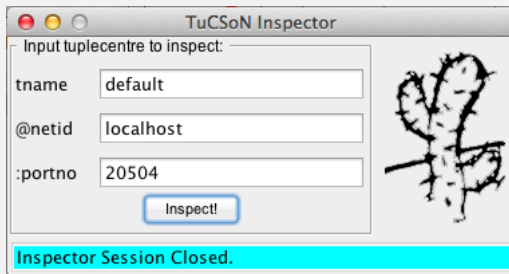 TuCSoN Inspector
Input tuplecentre to inspect:
tname default
@netid localhost
:portno 20504
Inspect!
Inspector Session Closed.